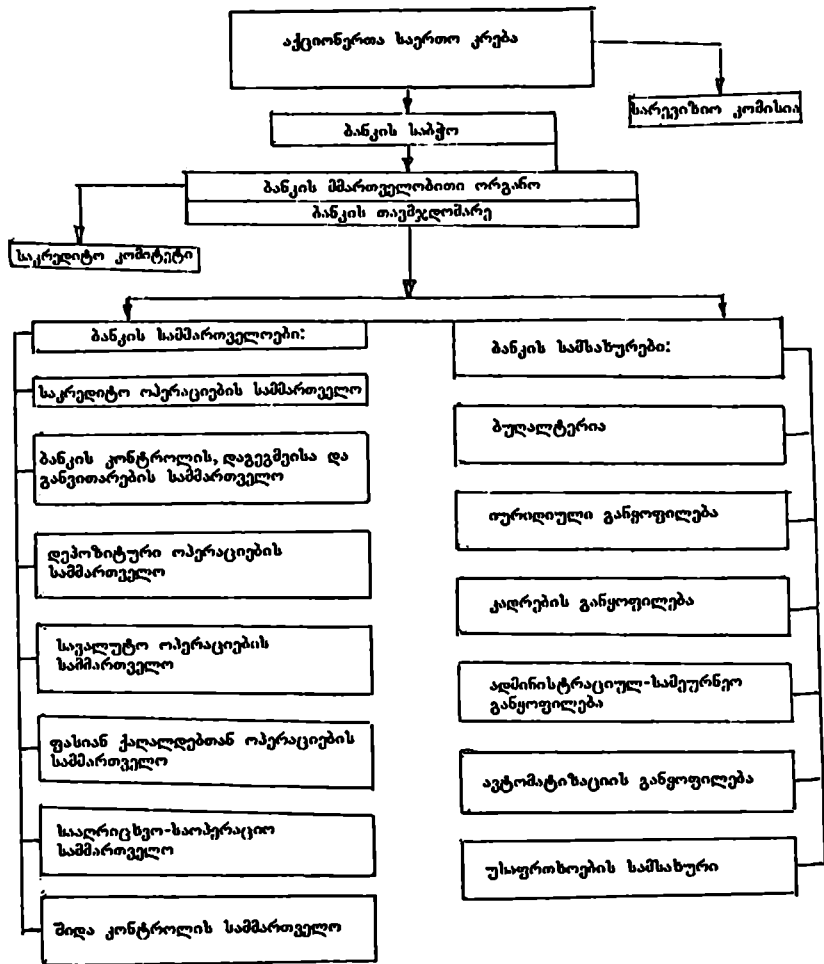 აქციონერთა საერთო კრება
სარევიზიო კომისია
ბანკის საბჭო
ბანკის მმართველობითი ორგანო
ბანკის თავმჯდომარე
საკრედიტო კომიტეტი
ბანკის სამმართველოები:
საკრედიტო ოპერაციების სამმართველო
ბანკის კონტროლის, დაგეგმვისა და
განვითარების სამმართველო
დეპოზიტური ოპერაციების
სამმართველო
სავალუტო ოპერაციების
სამმართველო
ფასიან ქაღალდებთან ოპერაციების
სამმართველო
სააღრიცხვო-საოპერაციო
სამმართველო
შიდა კონტროლის სამმართველო
ბანკის სამსახურები:
ბუღალტერია
იურიდიული განყოფილება
კადრების განყოფილება
ადმინისტრაციულ-სამეურნეო
განყოფილება
ავტომატიზაციის განყოფილება
უსაფრთხოების სამსახური